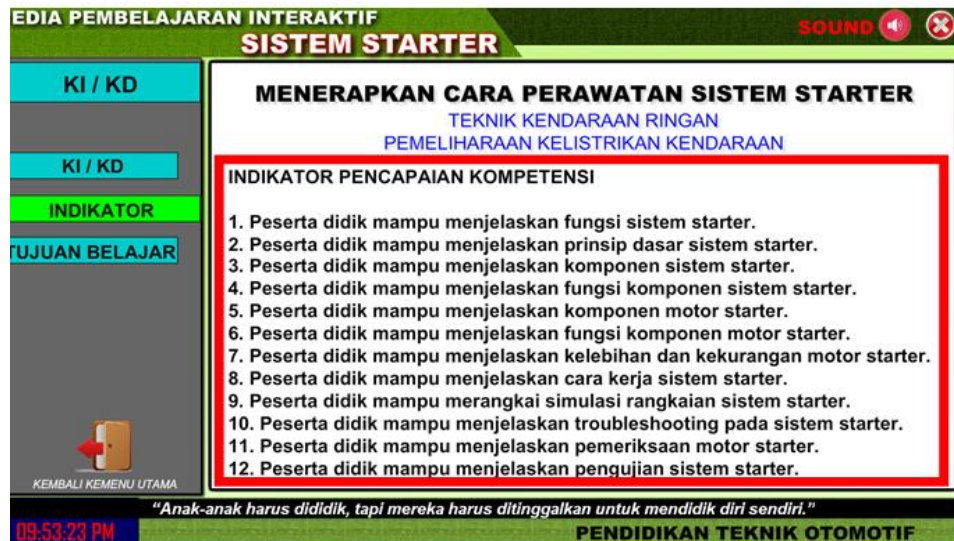 EDIA PEMBELAJARAN INTERAKTIF
SISTEM STARTER
SOUND
KI / KD
KI / KD
INDIKATOR
TUJUAN BELAJAR
KEMBALI KEMENU UTAMA
MENERAPKAN CARA PERAWATAN SISTEM STARTER
TEKNIK KENDARAAN RINGAN
PEMELIHARAAN KELISTRIKAN KENDARAAN
INDIKATOR PENCAPAIAN KOMPETENSI
1. Peserta didik mampu menjelaskan fungsi sistem starter.
2. Peserta didik mampu menjelaskan prinsip dasar sistem starter.
3. Peserta didik mampu menjelaskan komponen sistem starter.
4. Peserta didik mampu menjelaskan fungsi komponen sistem starter.
5. Peserta didik mampu menjelaskan komponen motor starter.
6. Peserta didik mampu menjelaskan fungsi komponen motor starter.
7. Peserta didik mampu menjelaskan kelebihan dan kekurangan motor starter.
8. Peserta didik mampu menjelaskan cara kerja sistem starter.
9. Peserta didik mampu merangkai simulasi rangkaian sistem starter.
10. Peserta didik mampu menjelaskan troubleshooting pada sistem starter.
11. Peserta didik mampu menjelaskan pemeriksaan motor starter.
12. Peserta didik mampu menjelaskan pengujian sistem starter.
“Anak-anak harus dididik, tapi mereka harus ditinggalkan untuk mendidik diri sendiri.”
09:53:23 PM
PENDIDIKAN TEKNIK OTOMOTIF